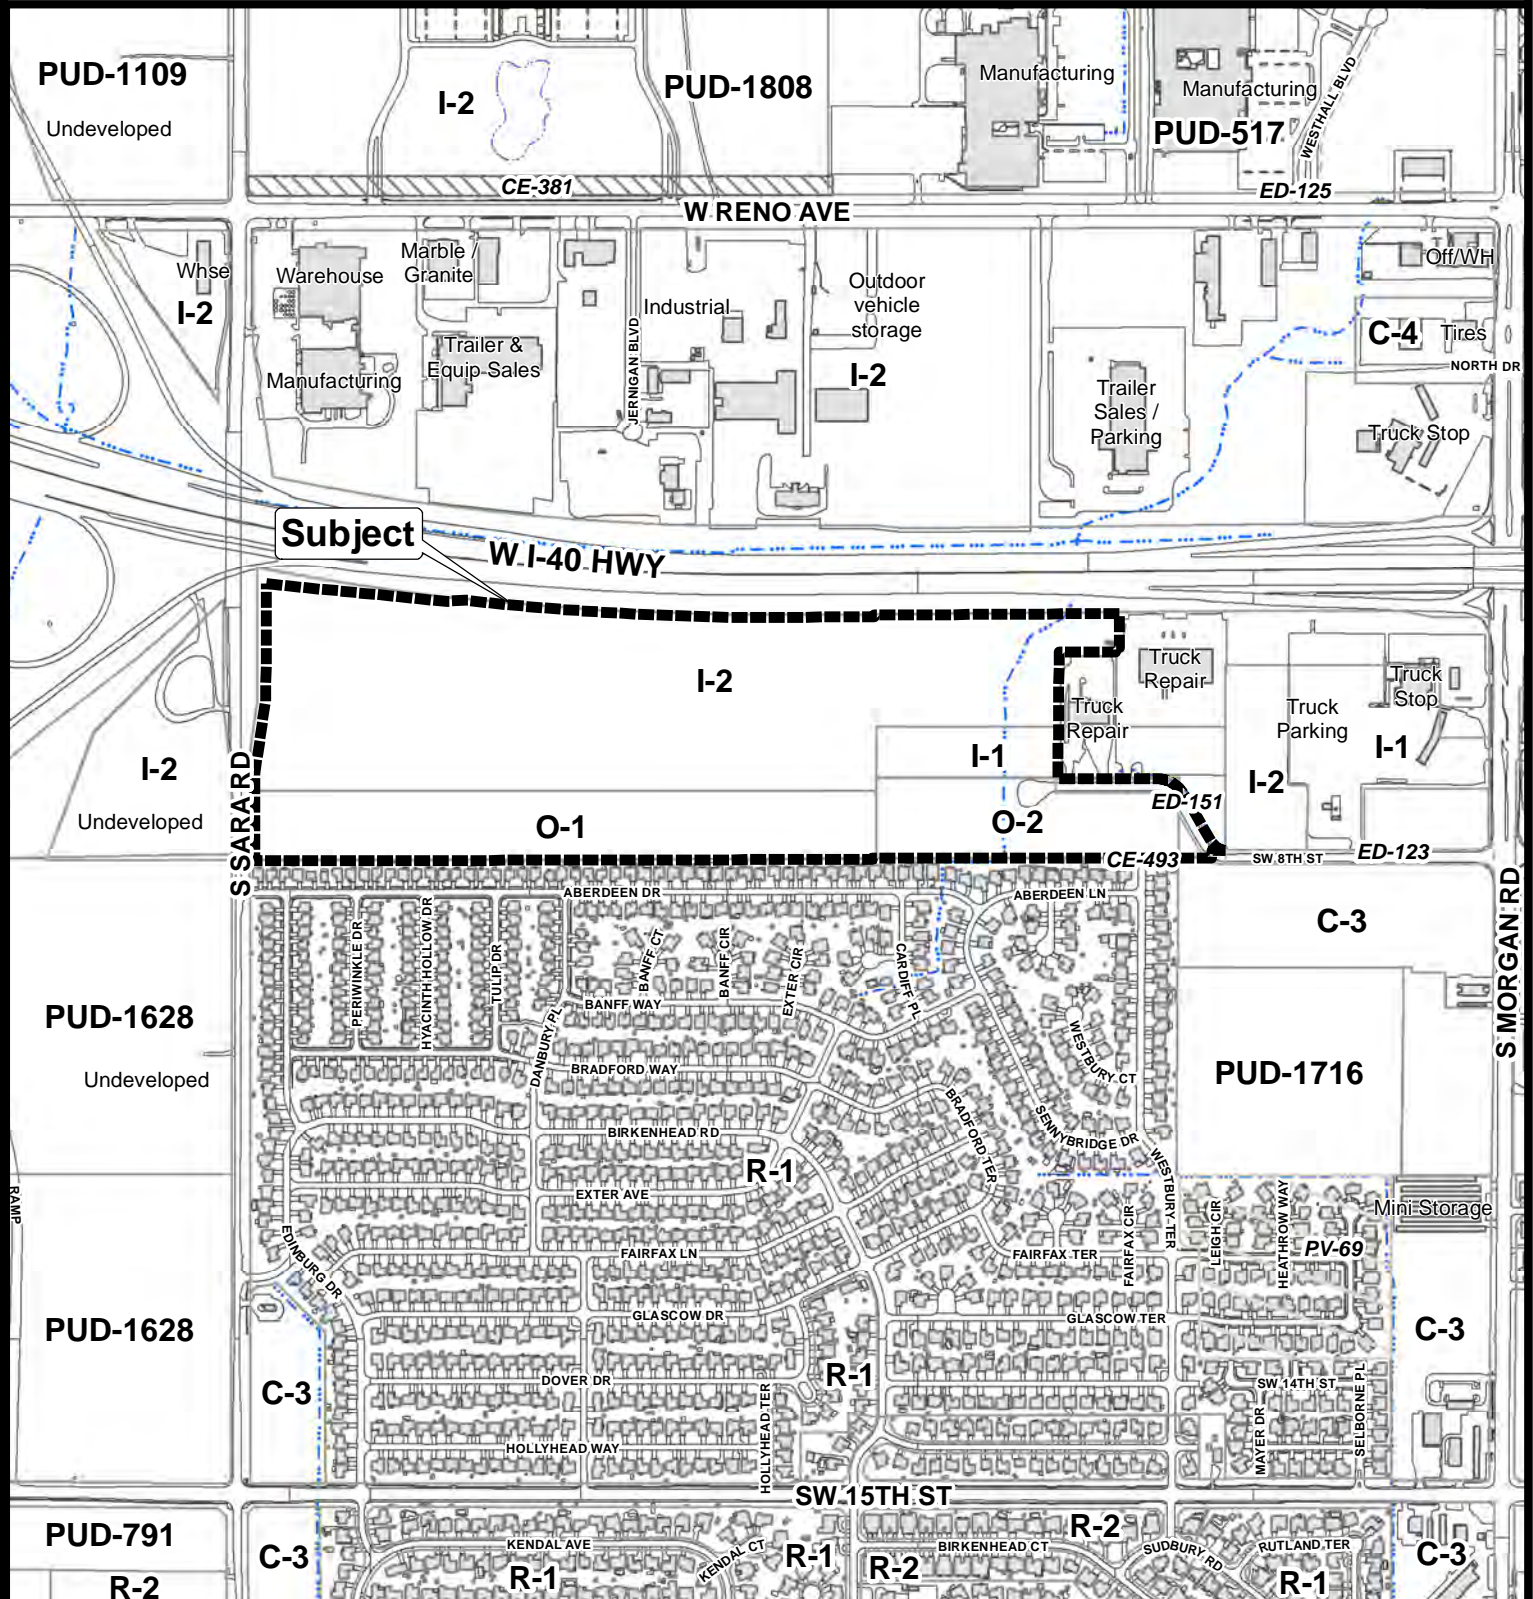 PUD-1109
Undeveloped
I-2
PUD-1808
Manufacturing
Manufacturing
PUD-517
WESTHALL BLVD
CE-381
ED-125
W RENO AVE
Whse
I-2
Warehouse
Marble /
Granite
Manufacturing
Trailer &
Equip Sales
JERNIGAN BLVD
Industrial
Outdoor
vehicle
storage
I-2
Trailer
Sales /
Parking
Off/WH
C-4
Tires
NORTH DR
Truck Stop
Subject
W I-40 HWY
I-2
Truck
Repair
Truck
Repair
Truck
Parking
Truck
Stop
I-1
I-1
I-2
I-2
Undeveloped
S SARA RD
O-1
O-2
ED-151
CE-493
SW 8TH ST
ED-123
S MORGAN RD
ABERDEEN DR
ABERDEEN LN
C-3
PERIWINKLE DR
HYACINTH HOLLOW DR
TULIP DR
BANFF CT
BANFF CIR
EXTER CIR
CARDIFF PL
BANFF WAY
DANBURY PL
WESTBURY CT
PUD-1628
Undeveloped
BRADFORD WAY
PUD-1716
BRADFORD TER
SENNYBRIDGE DR
BIRKENHEAD RD
R-1
WESTBURY TER
EXTER AVE
RAMP
EDINBURG DR
FAIRFAX LN
FAIRFAX TER
FAIRFAX CIR
LEIGH CIR
HEATHROW WAY
PV-69
Mini Storage
PUD-1628
GLASCOW DR
GLASCOW TER
C-3
C-3
DOVER DR
R-1
SW 14TH ST
HOLLYHEAD WAY
HOLLYHEAD TER
MAYER DR
SELBORNE PL
SW 15TH ST
PUD-791
C-3
KENDAL AVE
KENDAL CT
R-1
R-1
R-2
R-2
BIRKENHEAD CT
SUDBURY RD
RUTLAND TER
R-1
C-3
R-2